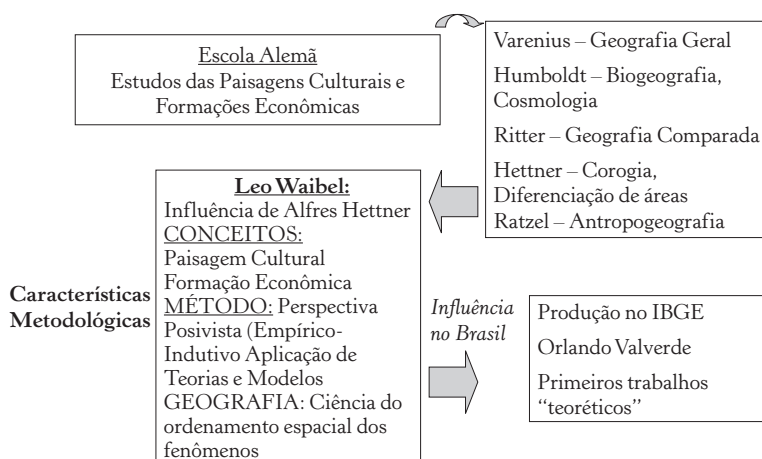 Escola Alemã
Estudos das Paisagens Culturais e
Formações Econômicas
Varenius – Geografia Geral
Humboldt – Biogeografia,
Cosmologia
Ritter – Geografia Comparada
Hettner – Corogia,
Diferenciação de áreas
Ratzel – Antropogeografia
Características
Metodológicas
Leo Waibel:
Influência de Alfres Hettner
CONCEITOS:
Paisagem Cultural
Formação Econômica
MÉTODO: Perspectiva
Posivista (Empírico-
Indutivo Aplicação de
Teorias e Modelos
GEOGRAFIA: Ciência do
ordenamento espacial dos
fenômenos
Influência
no Brasil
Produção no IBGE
Orlando Valverde
Primeiros trabalhos
“teoréticos”